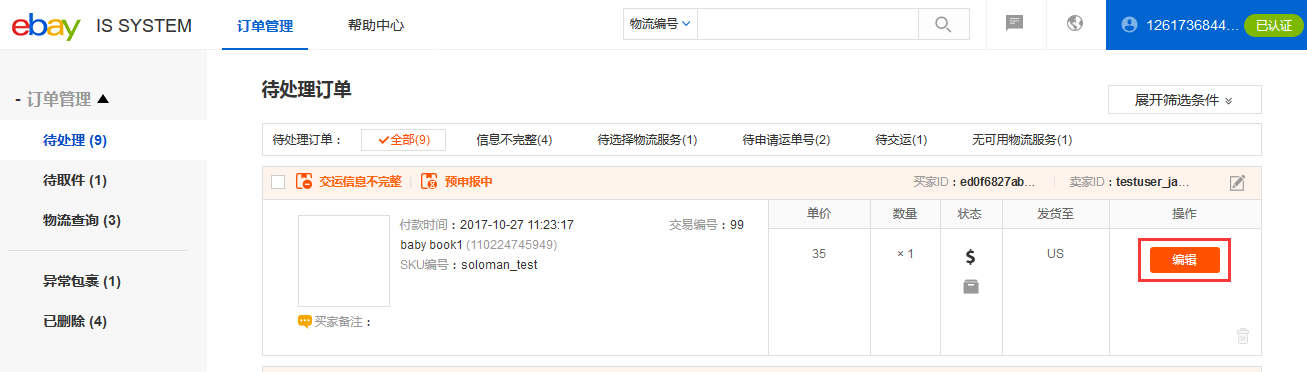 ebay IS SYSTEM 订单管理 帮助中心 物流编号 1261736844... 已认证
- 订单管理
待处理 (9)
待取件 (1)
物流查询 (3)
异常包裹 (1)
已删除 (4)
待处理订单
展开筛选条件
待处理订单： 全部(9) 信息不完整(4) 待选择物流服务(1) 待申请运单号(2) 待交运(1) 无可用物流服务(1)
交运信息不完整 预申报中 买家ID：ed0f6827ab... 卖家ID：testuser_ja...
单价 数量 状态 发货至 操作
付款时间：2017-10-27 11:23:17 交易编号：99
baby book1 (110224745949)
SKU编号：soloman_test
35 × 1 $ US 编辑
买家备注：